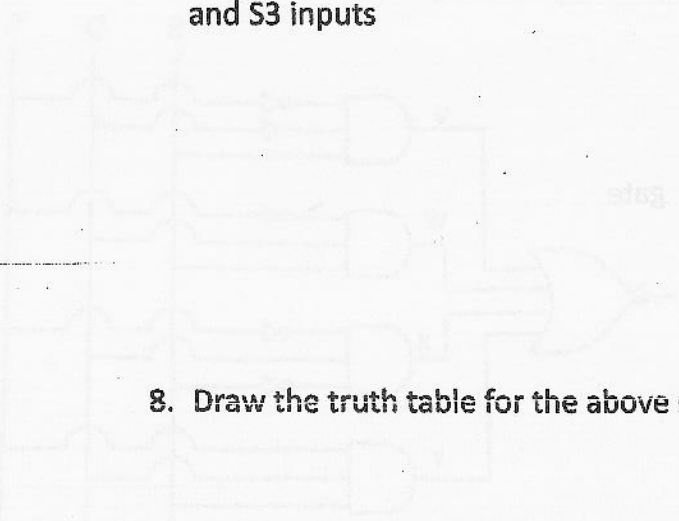 and S3 inputs
8. Draw the truth table for the above